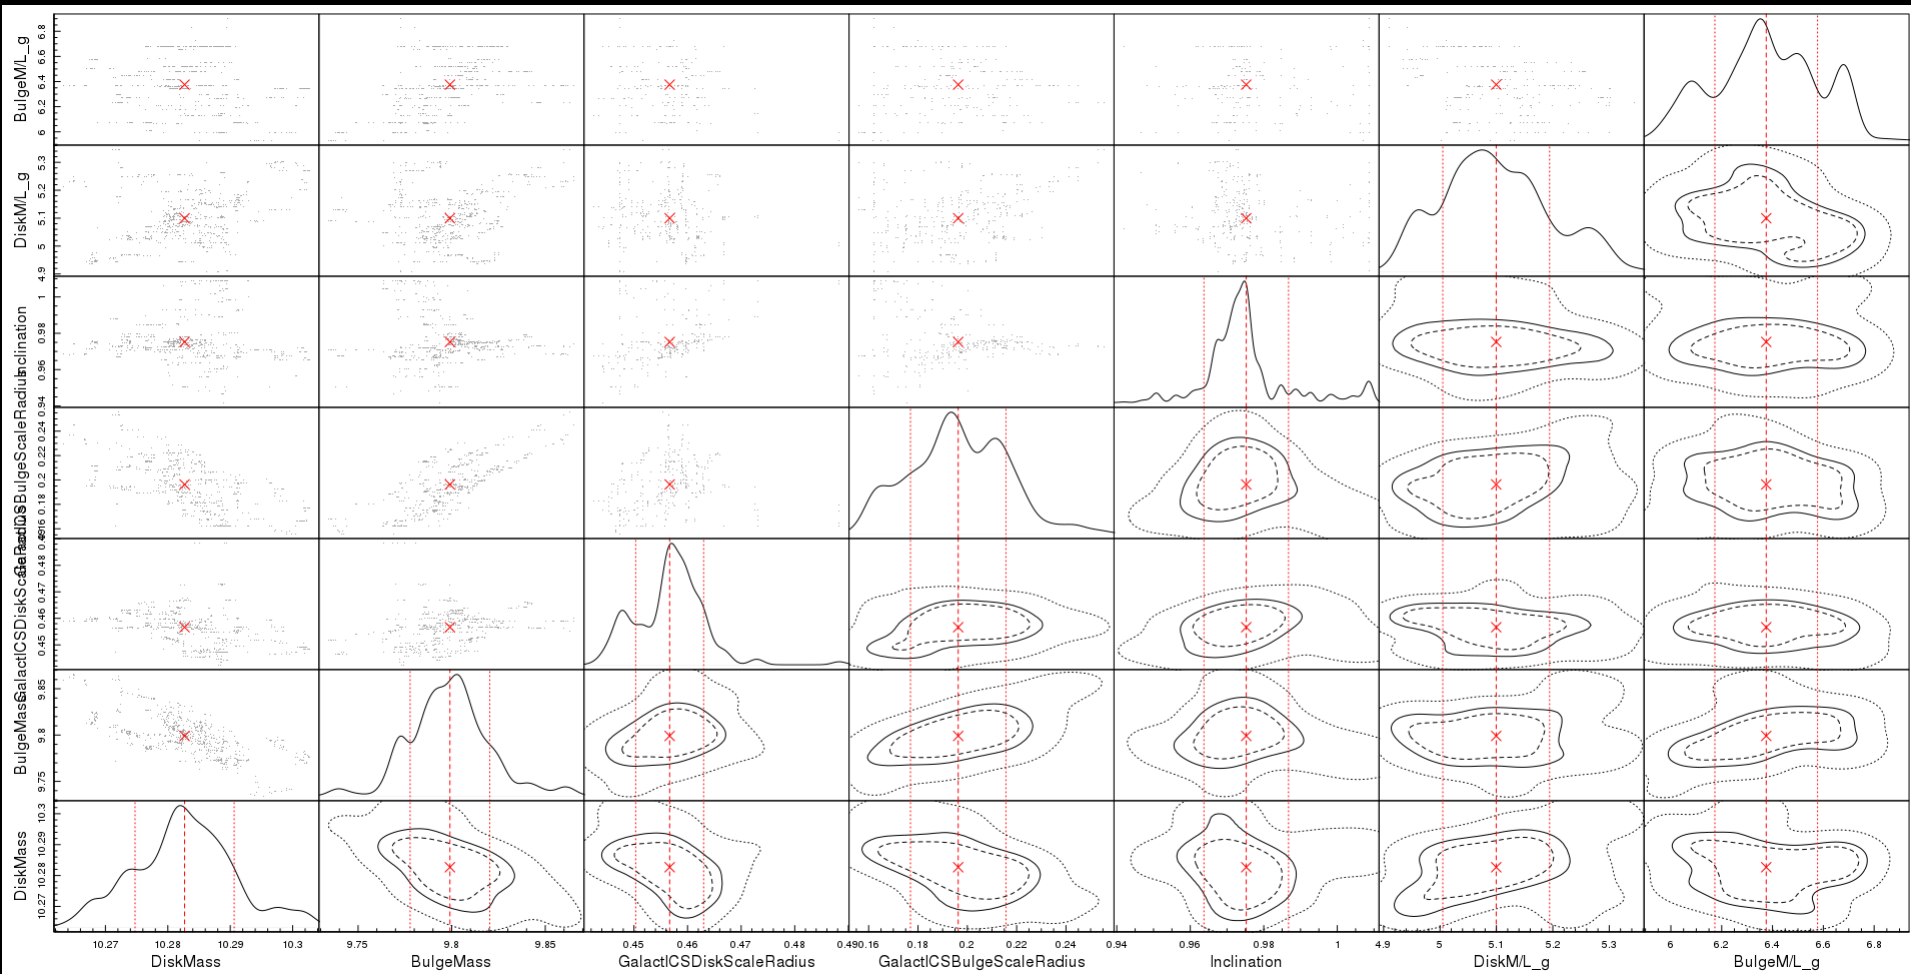 BulgeM/L_g
6 6.2 6.4 6.6 6.8
DiskM/L_g
4.9 5 5.1 5.2 5.3
Inclination
0.94 0.96 0.98 1
BulgeScaleRadius
0.18 0.2 0.22 0.24
GalactICSDiskScaleRadius
0.45 0.46 0.47 0.48
BulgeMass
9.75 9.8 9.85
DiskMass
10.27 10.28 10.29 10.3
10.27 10.28 10.29 10.3 9.75 9.8 9.85 0.45 0.46 0.47 0.48 0.49 0.16 0.18 0.2 0.22 0.24 0.94 0.96 0.98 1 4.9 5 5.1 5.2 5.3 6 6.2 6.4 6.6 6.8
DiskMass BulgeMass GalactICSDiskScaleRadius GalactICSBulgeScaleRadius Inclination DiskM/L_g BulgeM/L_g